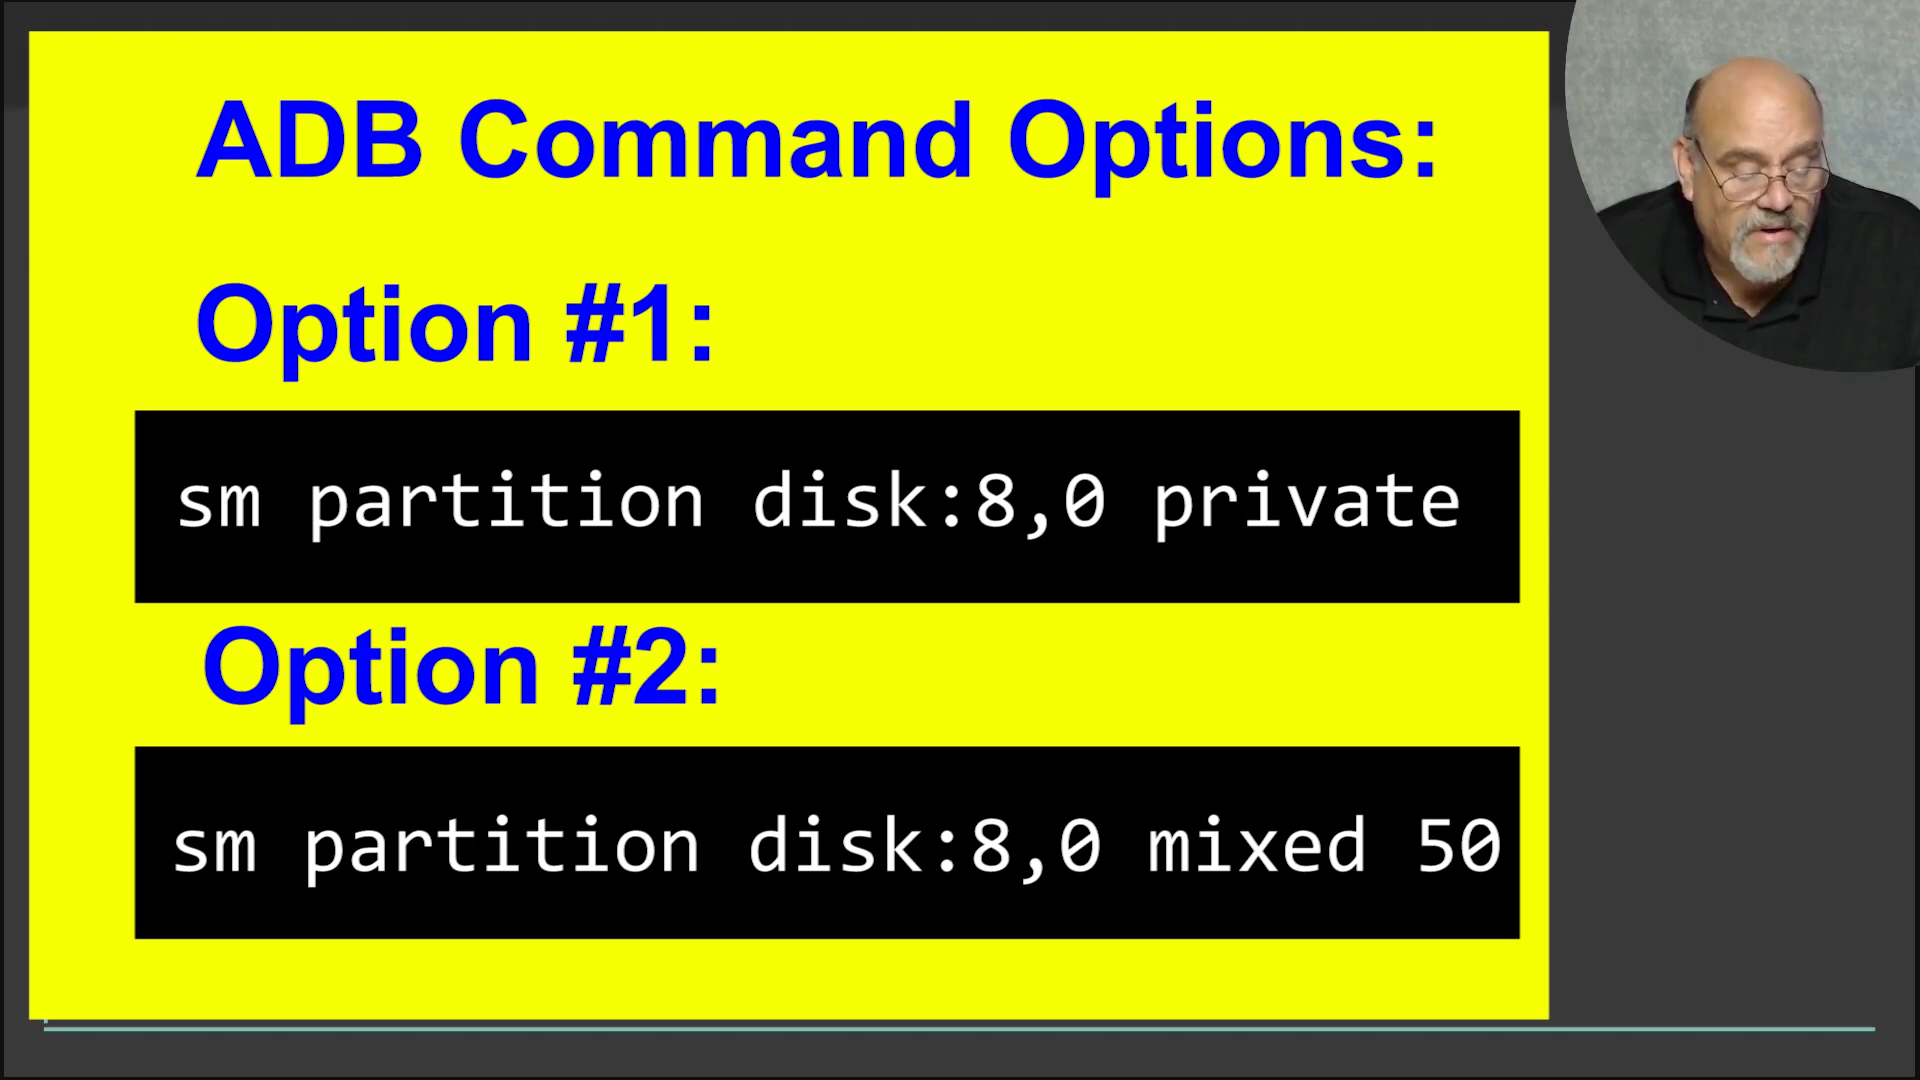 ADB Command Options:
Option #1:
sm partition disk:8,0 private
Option #2:
sm partition disk:8,0 mixed 50